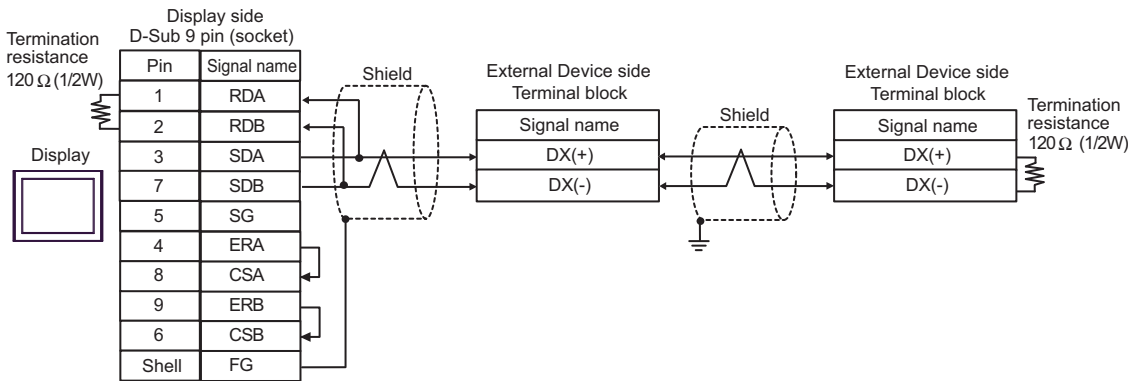 Display side
D-Sub 9 pin (socket)
Termination
resistance
120 Ω (1/2W)
Pin Signal name
1 RDA
2 RDB
3 SDA
7 SDB
5 SG
4 ERA
8 CSA
9 ERB
6 CSB
Shell FG
Display
Shield
External Device side
Terminal block
Signal name
DX(+)
DX(-)
Shield
External Device side
Terminal block
Signal name
DX(+)
DX(-)
Termination
resistance
120 Ω (1/2W)